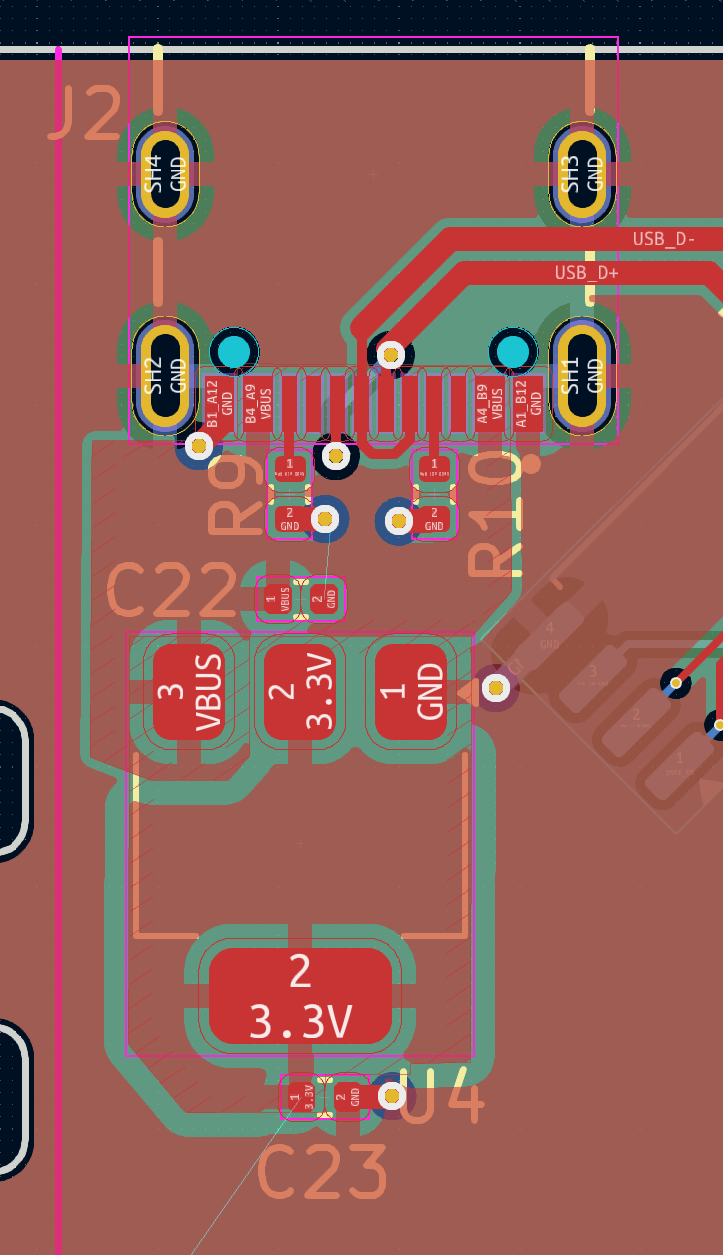 J2
SH4
GND
SH3
GND
USB_D-
USB_D+
SH2
GND
SH1
GND
B1_A12
GND
B4_A9
VBUS
A4_B9
VBUS
A1_B12
GND
R9
1
2
GND
1
2
GND
R10
C22
1
VBUS
2
GND
3
VBUS
2
3.3V
1
GND
4
GND
3
2
1
2
3.3V
1
3.3V
2
GND
U4
C23